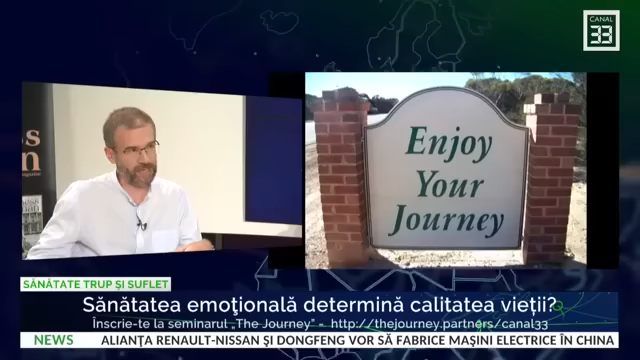 CANAL
33
Enjoy
Your
Journey
SĂNĂTATE TRUP ȘI SUFLET
Sănătatea emoţională determină calitatea vieţii?
Înscrie-te la seminarul „The Journey" - http://thejourney.partners/canal33
NEWS ALIANȚA RENAULT-NISSAN ȘI DONGFENG VOR SĂ FABRICE MAȘINI ELECTRICE ÎN CHINA